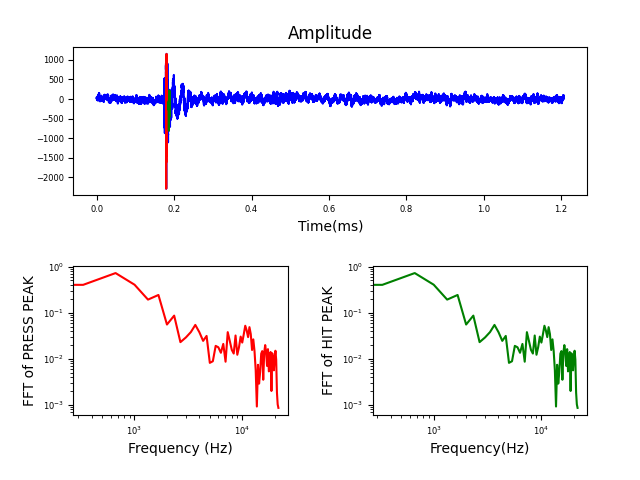 Amplitude
1000
500
0
−500
−1000
−1500
−2000
0.0 0.2 0.4 0.6 0.8 1.0 1.2
Time(ms)
FFT of PRESS PEAK
10⁰
10⁻¹
10⁻²
10⁻³
10³ 10⁴
Frequency (Hz)
FFT of HIT PEAK
10⁰
10⁻¹
10⁻²
10⁻³
10³ 10⁴
Frequency(Hz)